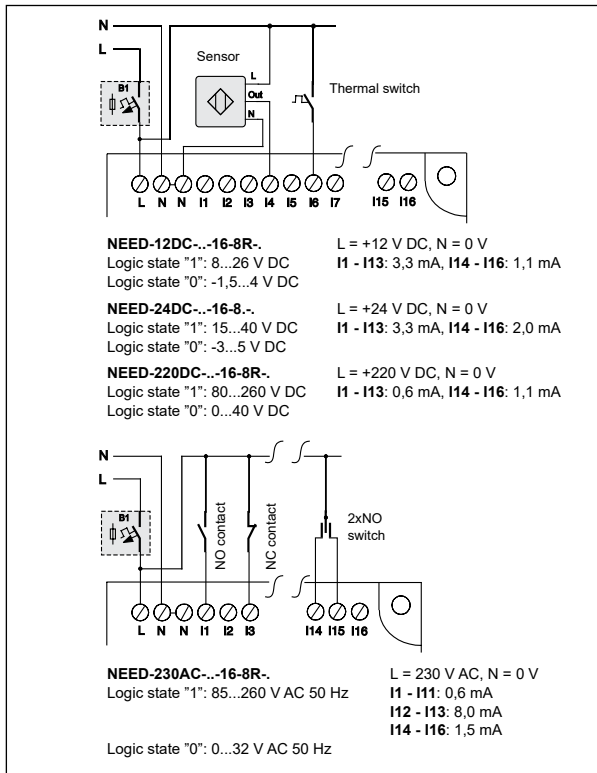 N
L
Sensor
B1
L
Out
N
Thermal switch
L N N I1 I2 I3 I4 I5 I6 I7 I15 I16
NEED-12DC-..-16-8R-. L = +12 V DC, N = 0 V
Logic state "1": 8...26 V DC I1 - I13: 3,3 mA, I14 - I16: 1,1 mA
Logic state "0": -1,5...4 V DC
NEED-24DC-..-16-8.-. L = +24 V DC, N = 0 V
Logic state "1": 15...40 V DC I1 - I13: 3,3 mA, I14 - I16: 2,0 mA
Logic state "0": -3...5 V DC
NEED-220DC-..-16-8R-. L = +220 V DC, N = 0 V
Logic state "1": 80...260 V DC I1 - I13: 0,6 mA, I14 - I16: 1,1 mA
Logic state "0": 0...40 V DC
N
L
B1
NO contact
NC contact
2xNO
switch
L N N I1 I2 I3 I14 I15 I16
NEED-230AC-..-16-8R-. L = 230 V AC, N = 0 V
Logic state "1": 85...260 V AC 50 Hz I1 - I11: 0,6 mA
I12 - I13: 8,0 mA
I14 - I16: 1,5 mA
Logic state "0": 0...32 V AC 50 Hz